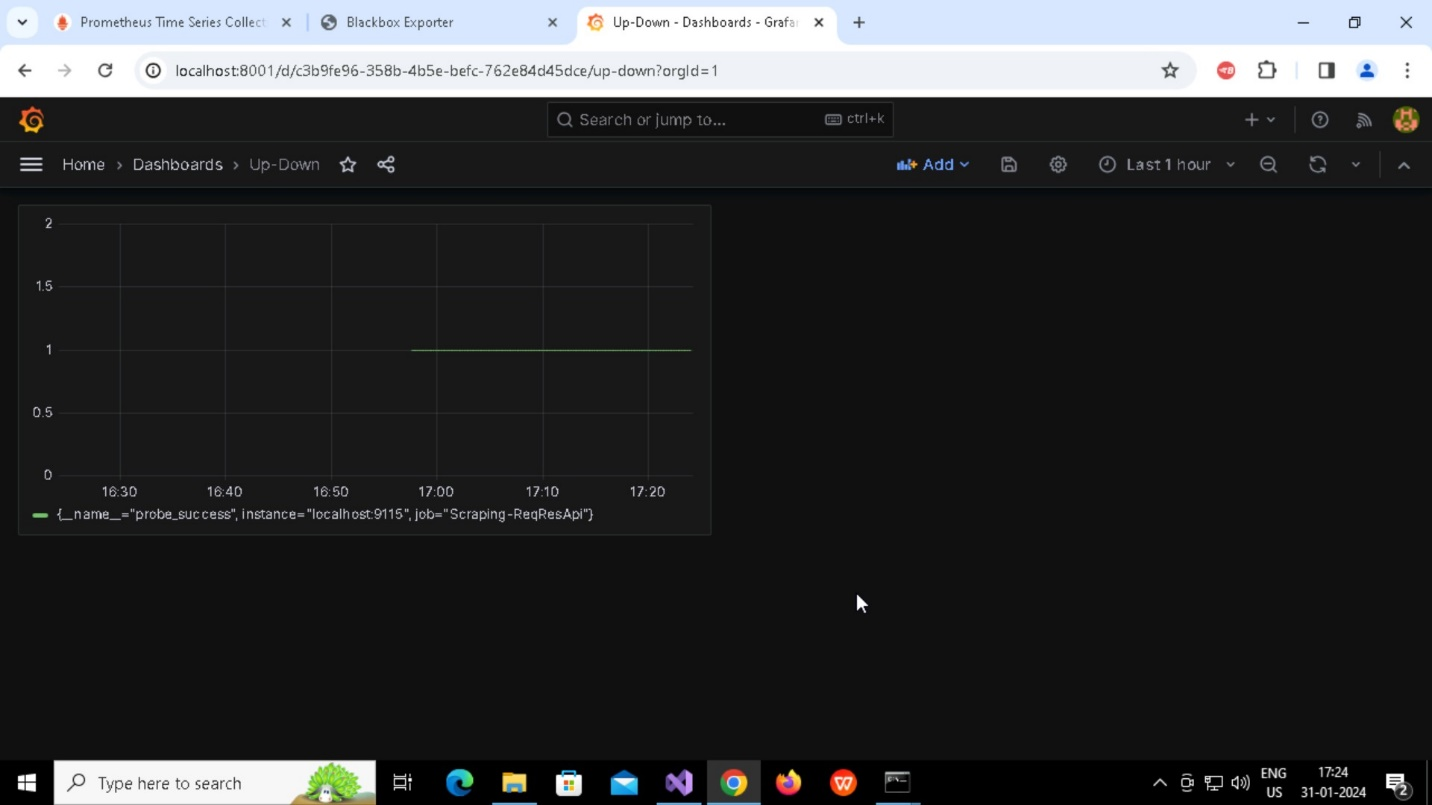 Prometheus Time Series Collect
Blackbox Exporter
Up-Down - Dashboards - Grafan
localhost:8001/d/c3b9fe96-358b-4b5e-befc-762e84d45dce/up-down?orgId=1
Search or jump to...
ctrl+k
Home › Dashboards › Up-Down
Add
Last 1 hour
2
1.5
1
0.5
0
16:30 16:40 16:50 17:00 17:10 17:20
{__name__="probe_success", instance="localhost:9115", job="Scraping-ReqResApi"}
Type here to search
ENG
US
17:24
31-01-2024
2